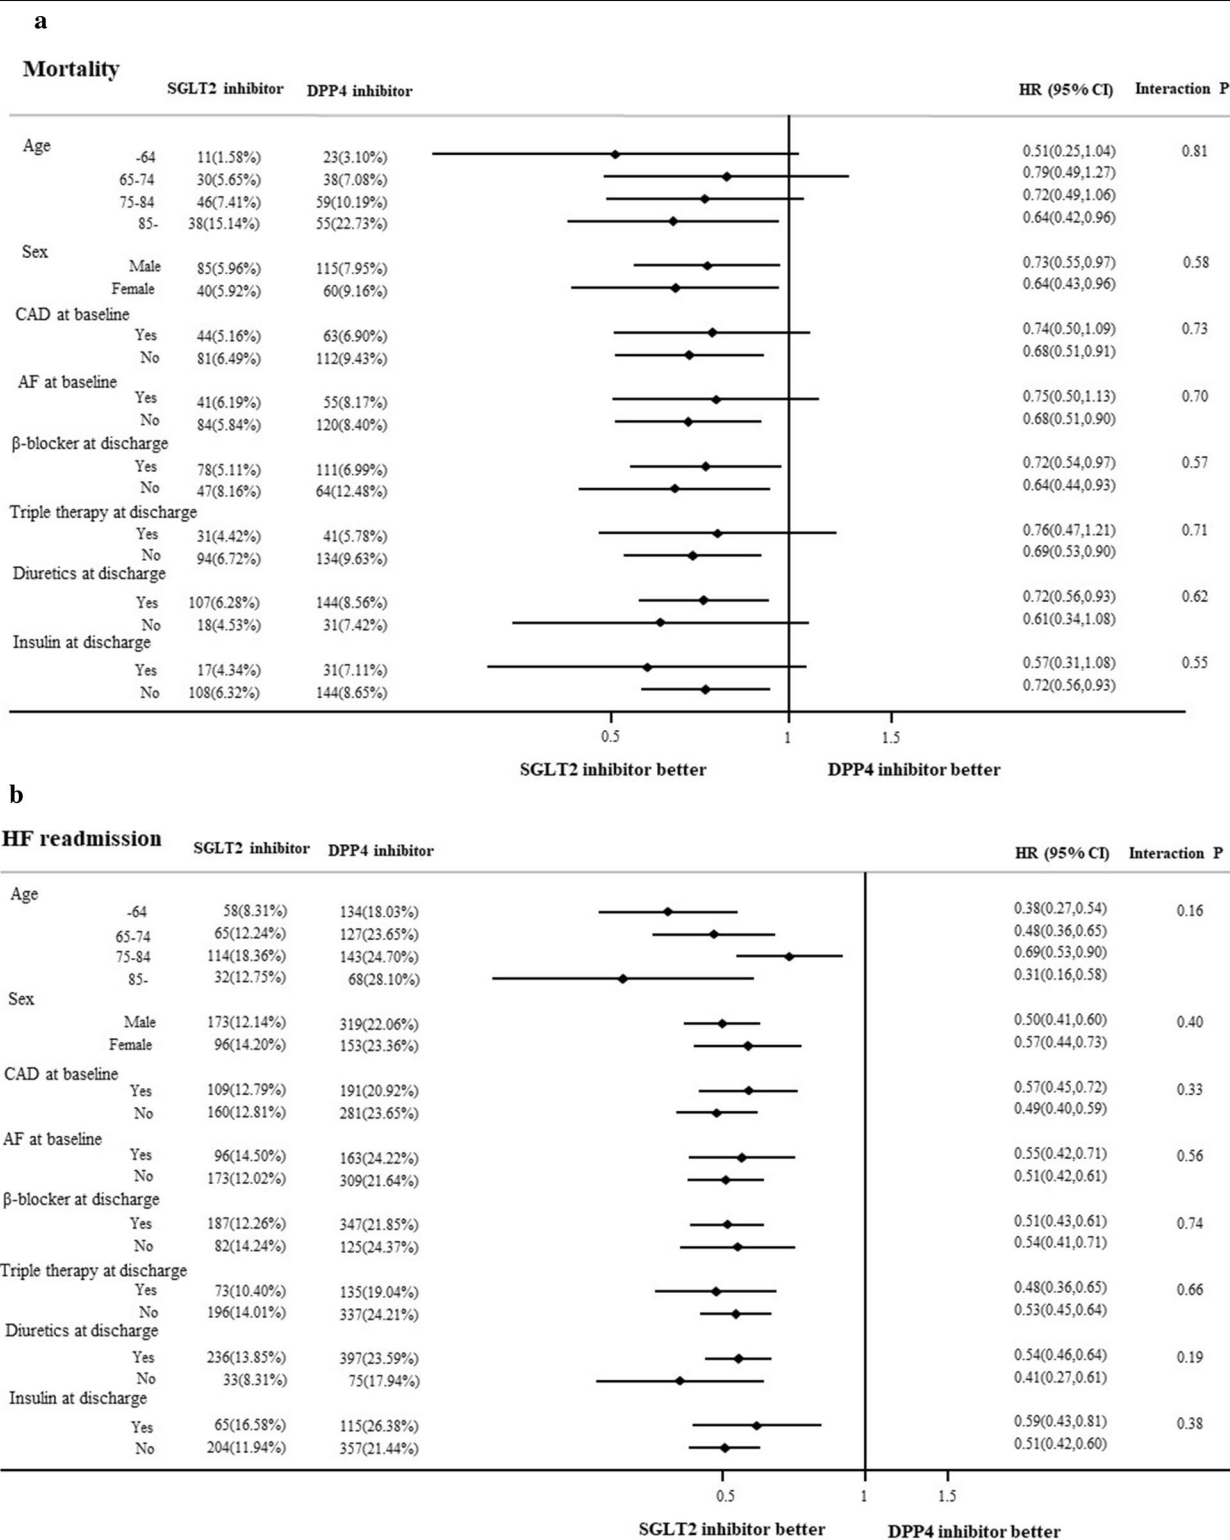 a
Mortality
SGLT2 inhibitor DPP4 inhibitor HR (95% CI) Interaction P
Age
-64 11(1.58%) 23(3.10%) 0.51(0.25,1.04) 0.81
65-74 30(5.65%) 38(7.08%) 0.79(0.49,1.27)
75-84 46(7.41%) 59(10.19%) 0.72(0.49,1.06)
85- 38(15.14%) 55(22.73%) 0.64(0.42,0.96)
Sex
Male 85(5.96%) 115(7.95%) 0.73(0.55,0.97) 0.58
Female 40(5.92%) 60(9.16%) 0.64(0.43,0.96)
CAD at baseline
Yes 44(5.16%) 63(6.90%) 0.74(0.50,1.09) 0.73
No 81(6.49%) 112(9.43%) 0.68(0.51,0.91)
AF at baseline
Yes 41(6.19%) 55(8.17%) 0.75(0.50,1.13) 0.70
No 84(5.84%) 120(8.40%) 0.68(0.51,0.90)
β-blocker at discharge
Yes 78(5.11%) 111(6.99%) 0.72(0.54,0.97) 0.57
No 47(8.16%) 64(12.48%) 0.64(0.44,0.93)
Triple therapy at discharge
Yes 31(4.42%) 41(5.78%) 0.76(0.47,1.21) 0.71
No 94(6.72%) 134(9.63%) 0.69(0.53,0.90)
Diuretics at discharge
Yes 107(6.28%) 144(8.56%) 0.72(0.56,0.93) 0.62
No 18(4.53%) 31(7.42%) 0.61(0.34,1.08)
Insulin at discharge
Yes 17(4.34%) 31(7.11%) 0.57(0.31,1.08) 0.55
No 108(6.32%) 144(8.65%) 0.72(0.56,0.93)
0.5 1 1.5
SGLT2 inhibitor better DPP4 inhibitor better
b
HF readmission
SGLT2 inhibitor DPP4 inhibitor HR (95% CI) Interaction P
Age
-64 58(8.31%) 134(18.03%) 0.38(0.27,0.54) 0.16
65-74 65(12.24%) 127(23.65%) 0.48(0.36,0.65)
75-84 114(18.36%) 143(24.70%) 0.69(0.53,0.90)
85- 32(12.75%) 68(28.10%) 0.31(0.16,0.58)
Sex
Male 173(12.14%) 319(22.06%) 0.50(0.41,0.60) 0.40
Female 96(14.20%) 153(23.36%) 0.57(0.44,0.73)
CAD at baseline
Yes 109(12.79%) 191(20.92%) 0.57(0.45,0.72) 0.33
No 160(12.81%) 281(23.65%) 0.49(0.40,0.59)
AF at baseline
Yes 96(14.50%) 163(24.22%) 0.55(0.42,0.71) 0.56
No 173(12.02%) 309(21.64%) 0.51(0.42,0.61)
β-blocker at discharge
Yes 187(12.26%) 347(21.85%) 0.51(0.43,0.61) 0.74
No 82(14.24%) 125(24.37%) 0.54(0.41,0.71)
Triple therapy at discharge
Yes 73(10.40%) 135(19.04%) 0.48(0.36,0.65) 0.66
No 196(14.01%) 337(24.21%) 0.53(0.45,0.64)
Diuretics at discharge
Yes 236(13.85%) 397(23.59%) 0.54(0.46,0.64) 0.19
No 33(8.31%) 75(17.94%) 0.41(0.27,0.61)
Insulin at discharge
Yes 65(16.58%) 115(26.38%) 0.59(0.43,0.81) 0.38
No 204(11.94%) 357(21.44%) 0.51(0.42,0.60)
0.5 1 1.5
SGLT2 inhibitor better DPP4 inhibitor better